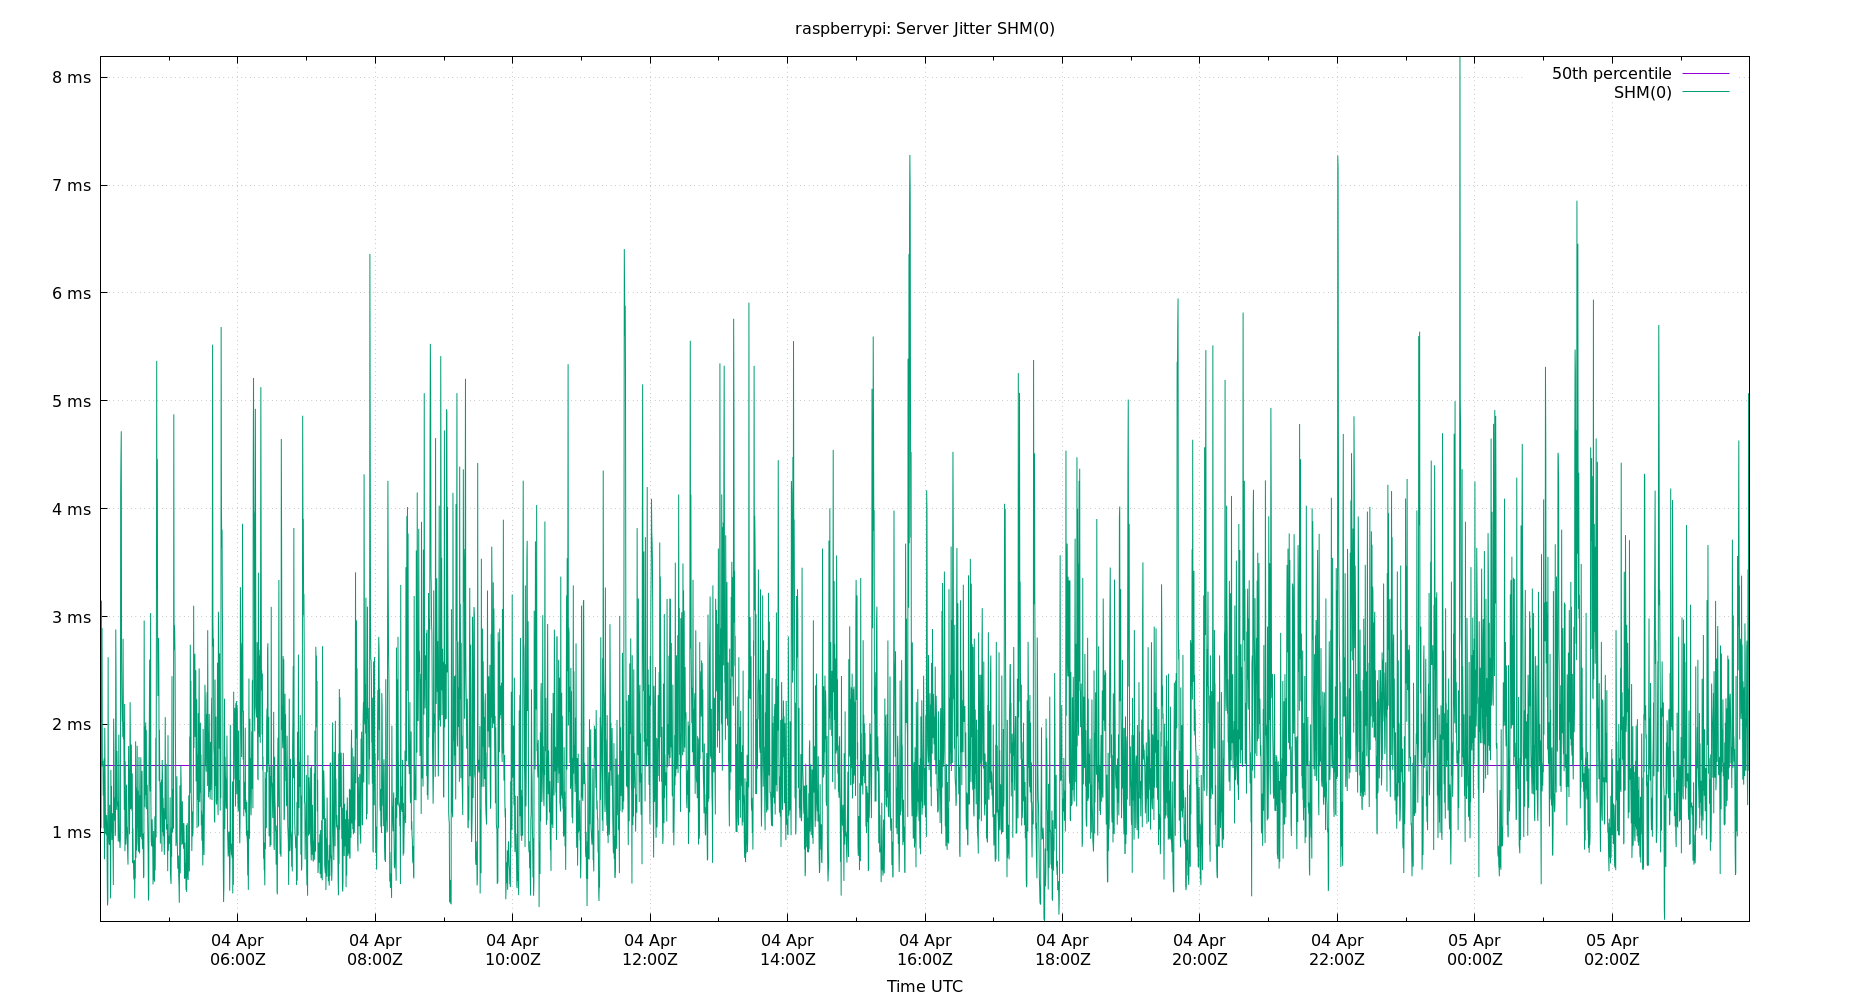 raspberrypi: Server Jitter SHM(0)
8 ms
50th percentile
SHM(0)
7 ms
6 ms
5 ms
4 ms
3 ms
2 ms
1 ms
04 Apr 04 Apr 04 Apr 04 Apr 04 Apr 04 Apr 04 Apr 04 Apr 04 Apr 05 Apr 05 Apr
06:00Z 08:00Z 10:00Z 12:00Z 14:00Z 16:00Z 18:00Z 20:00Z 22:00Z 00:00Z 02:00Z
Time UTC